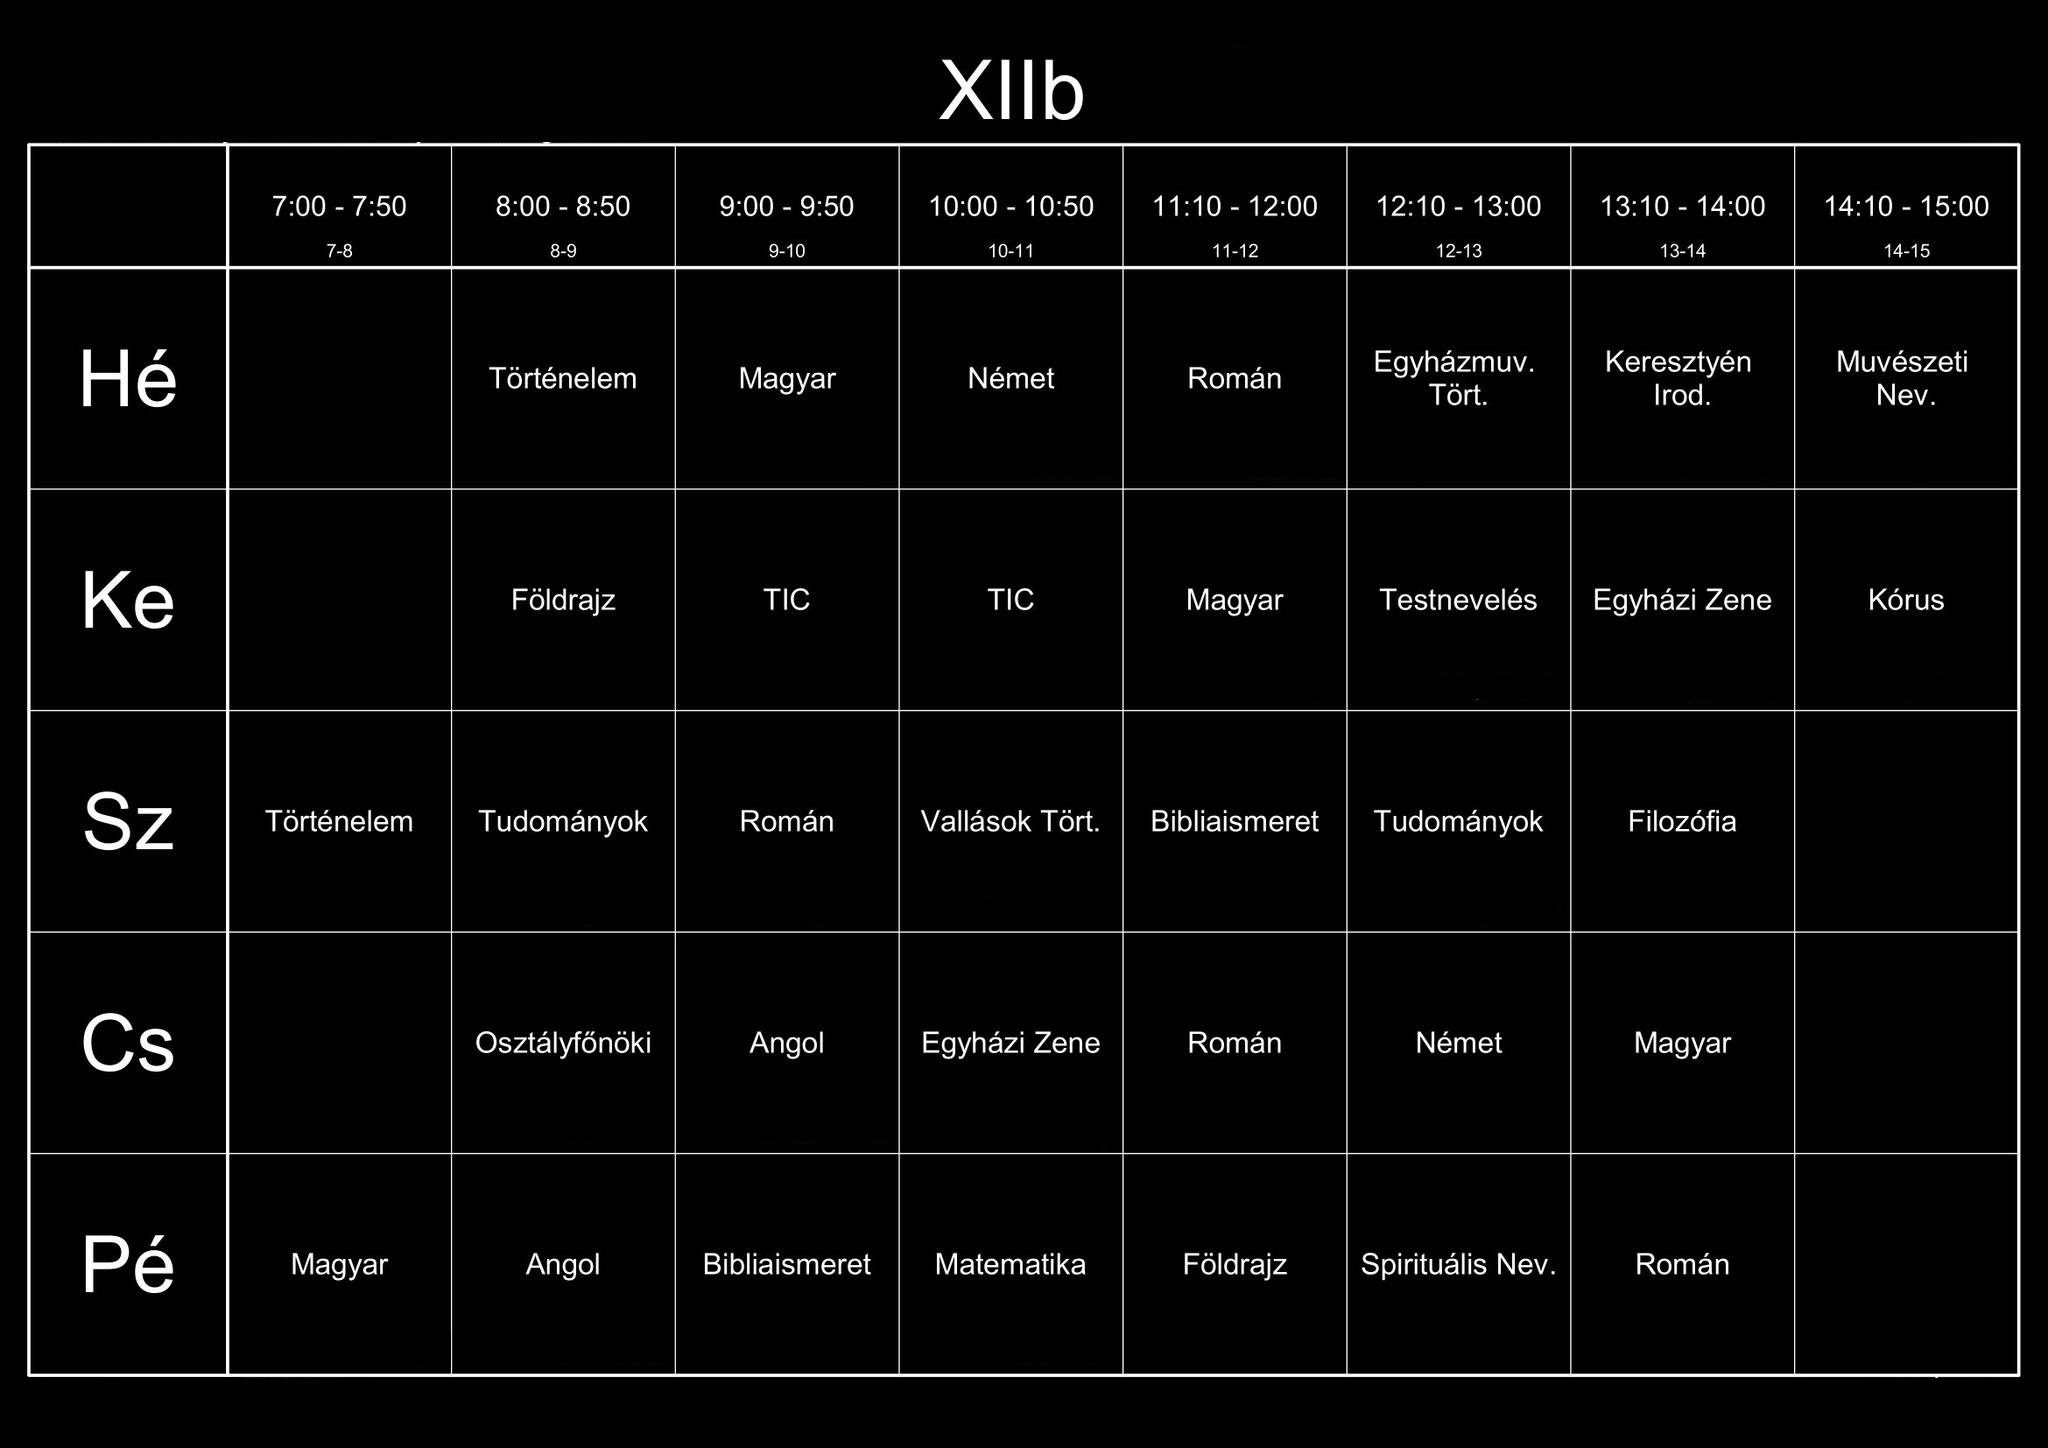 XIIb
7:00 - 7:50 8:00 - 8:50 9:00 - 9:50 10:00 - 10:50 11:10 - 12:00 12:10 - 13:00 13:10 - 14:00 14:10 - 15:00
7-8 8-9 9-10 10-11 11-12 12-13 13-14 14-15
Hé Történelem Magyar Német Román Egyházmuv. Tört. Keresztyén Irod. Muvészeti Nev.
Ke Földrajz TIC TIC Magyar Testnevelés Egyházi Zene Kórus
Sz Történelem Tudományok Román Vallások Tört. Bibliaismeret Tudományok Filozófia
Cs Osztályfőnöki Angol Egyházi Zene Román Német Magyar
Pé Magyar Angol Bibliaismeret Matematika Földrajz Spirituális Nev. Román